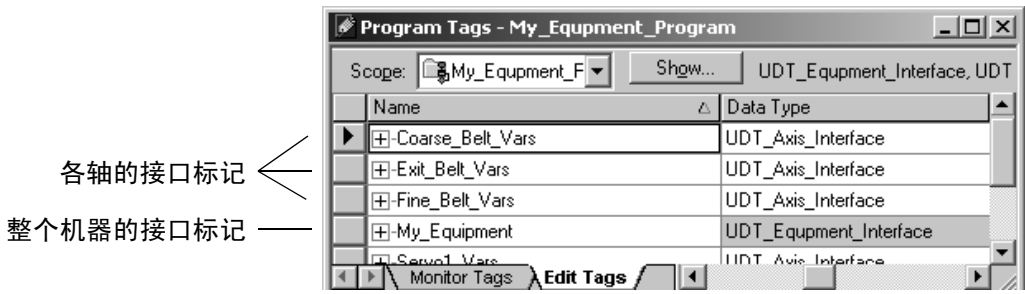 Program Tags - My_Equpment_Program
Scope: My_Equpment_F Show... UDT_Equpment_Interface, UDT
Name Data Type
Coarse_Belt_Vars UDT_Axis_Interface
各轴的接口标记 Exit_Belt_Vars UDT_Axis_Interface
Fine_Belt_Vars UDT_Axis_Interface
整个机器的接口标记 My_Equipment UDT_Equpment_Interface
Servo1_Vars UDT_Axis_Interface
Monitor Tags Edit Tags